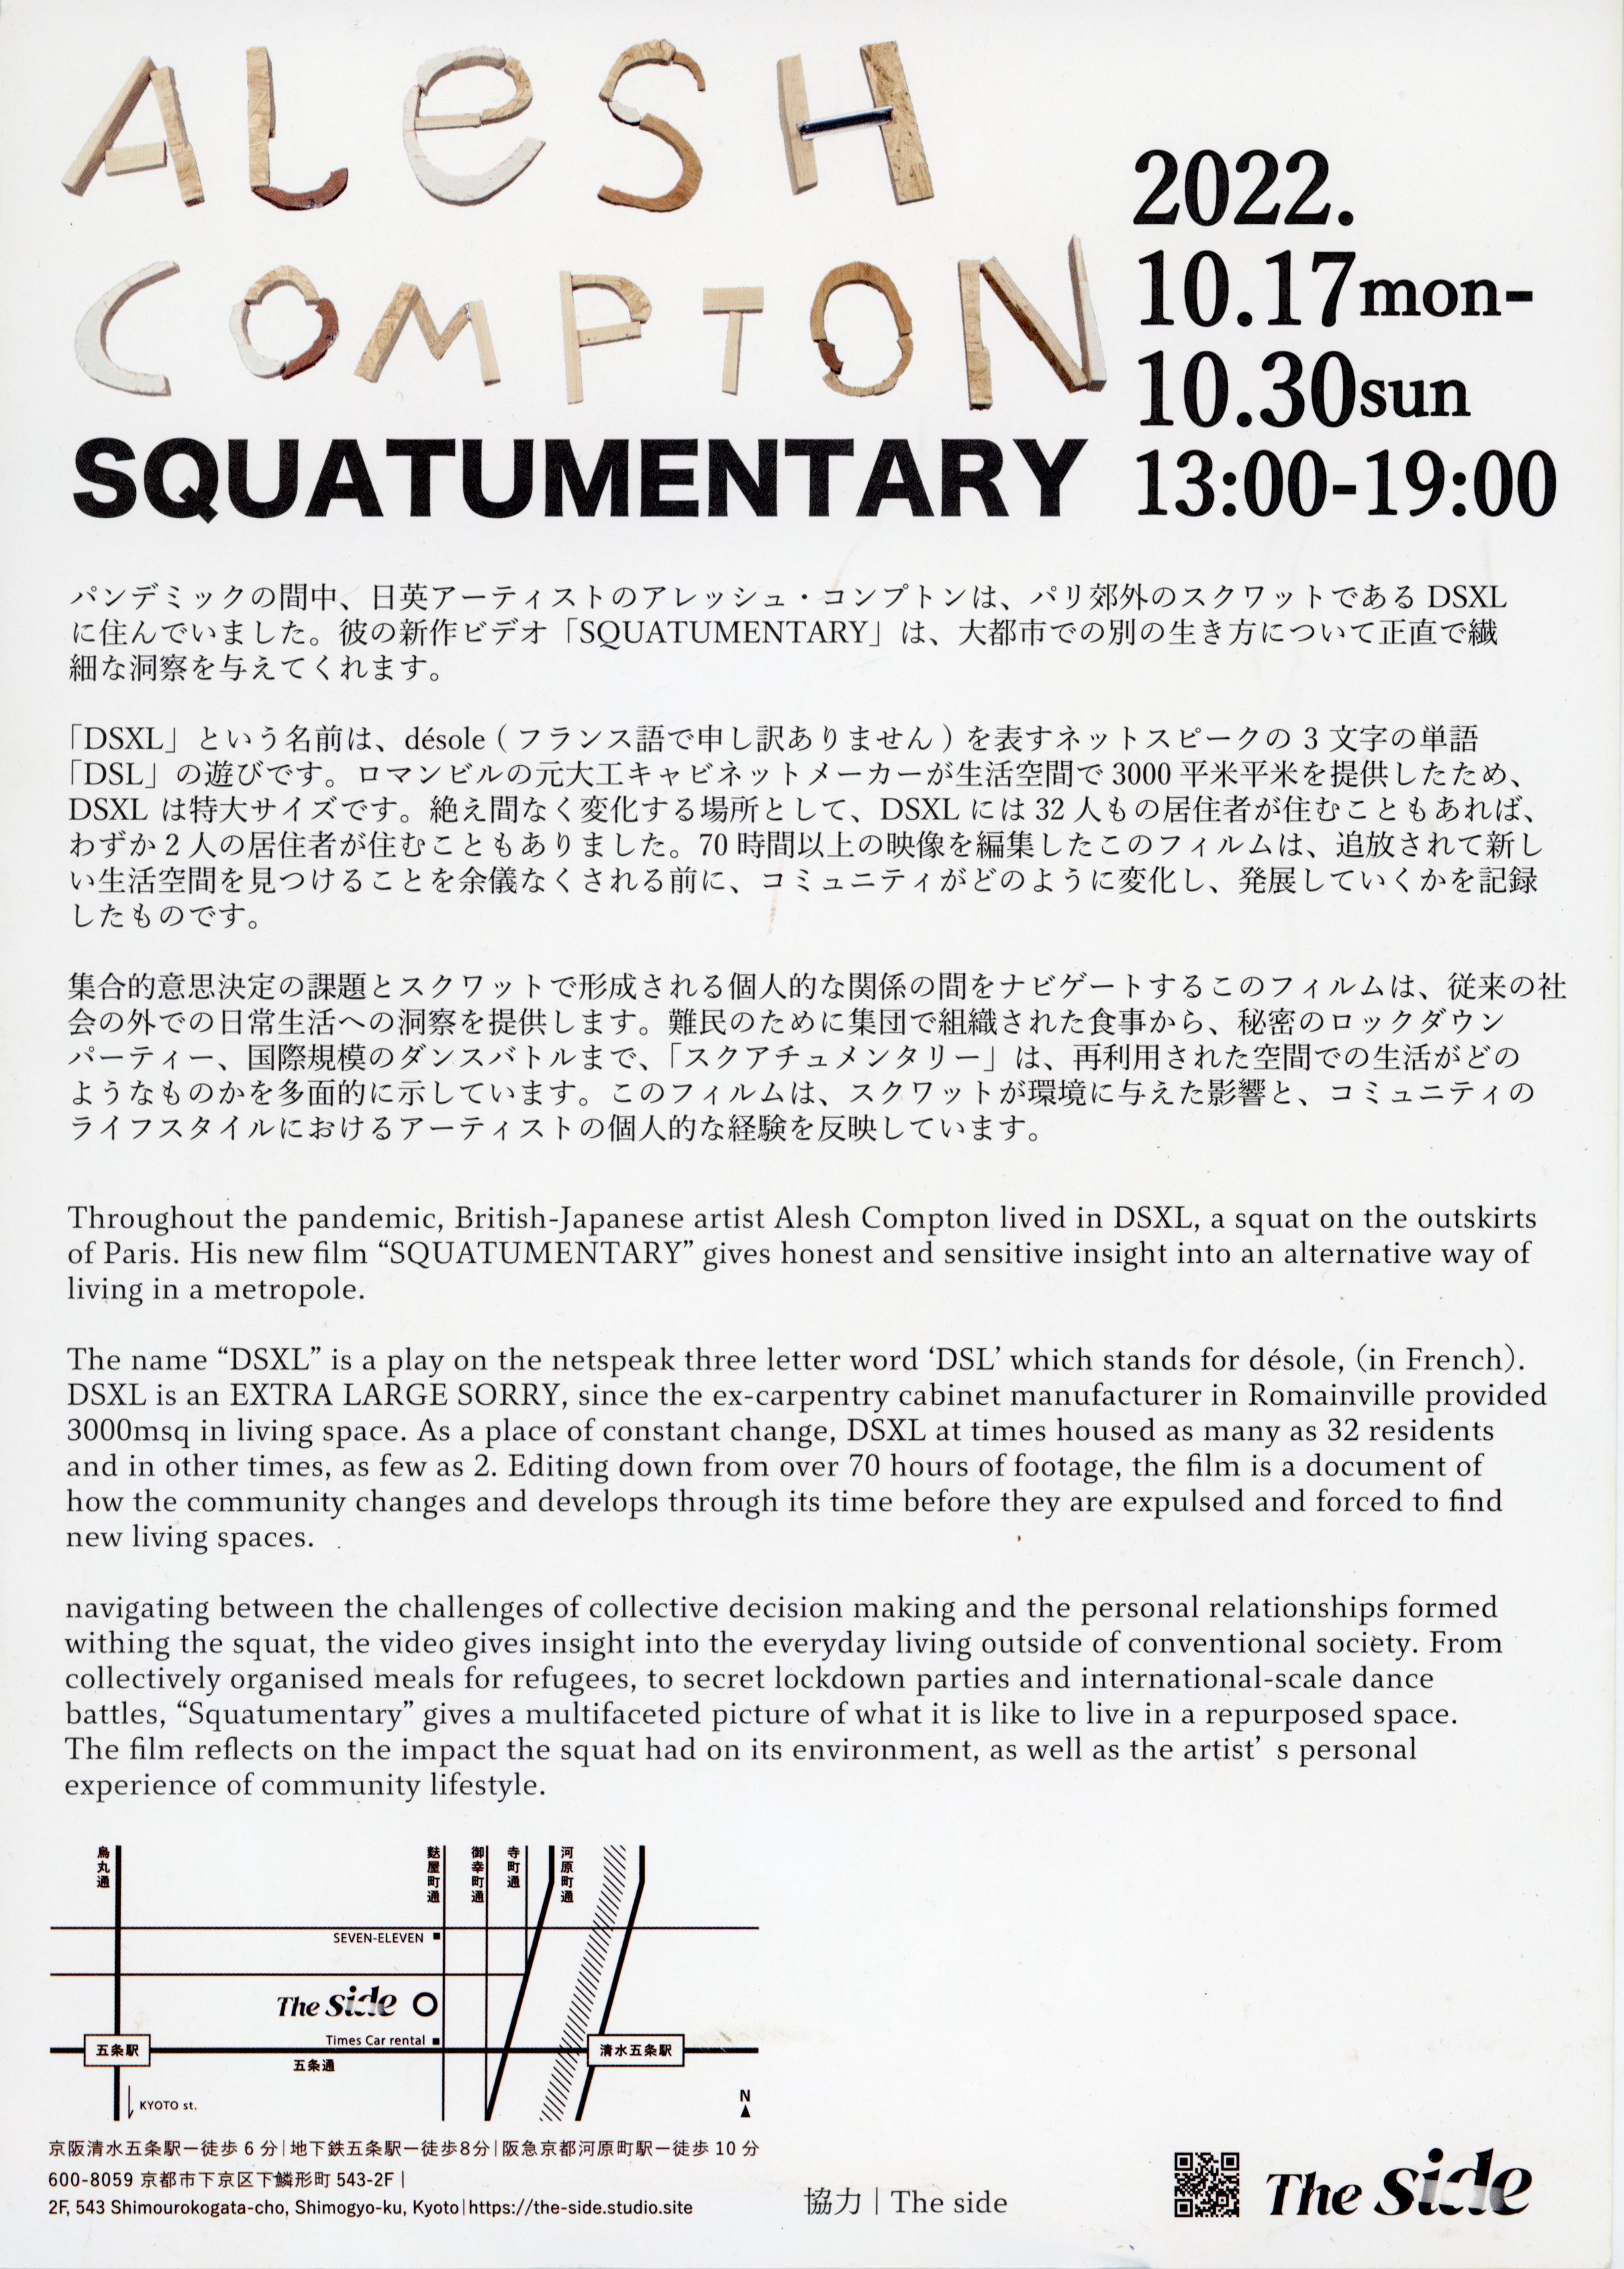 ALeSH
COMPTON
SQUATUMENTARY
2022.
10.17mon-
10.30sun
13:00-19:00
パンデミックの間中、日英アーティストのアレッシュ・コンプトンは、パリ郊外のスクワットである DSXL
に住んでいました。彼の新作ビデオ「SQUATUMENTARY」は、大都市での別の生き方について正直で繊
細な洞察を与えてくれます。
「DSXL」という名前は、désole ( フランス語で申し訳ありません ) を表すネットスピークの 3 文字の単語
「DSL」の遊びです。ロマンビルの元大工キャビネットメーカーが生活空間で 3000 平米平米を提供したため、
DSXL は特大サイズです。絶え間なく変化する場所として、DSXL には 32 人もの居住者が住むこともあれば、
わずか 2 人の居住者が住むこともありました。70 時間以上の映像を編集したこのフィルムは、追放されて新し
い生活空間を見つけることを余儀なくされる前に、コミュニティがどのように変化し、発展していくかを記録
したものです。
集合的意思決定の課題とスクワットで形成される個人的な関係の間をナビゲートするこのフィルムは、従来の社
会の外での日常生活への洞察を提供します。難民のために集団で組織された食事から、秘密のロックダウン
パーティー、国際規模のダンスバトルまで、「スクアチュメンタリー」は、再利用された空間での生活がどの
ようなものかを多面的に示しています。このフィルムは、スクワットが環境に与えた影響と、コミュニティの
ライフスタイルにおけるアーティストの個人的な経験を反映しています。
Throughout the pandemic, British-Japanese artist Alesh Compton lived in DSXL, a squat on the outskirts
of Paris. His new film “SQUATUMENTARY” gives honest and sensitive insight into an alternative way of
living in a metropole.
The name “DSXL” is a play on the netspeak three letter word ‘DSL’ which stands for désole, (in French).
DSXL is an EXTRA LARGE SORRY, since the ex-carpentry cabinet manufacturer in Romainville provided
3000msq in living space. As a place of constant change, DSXL at times housed as many as 32 residents
and in other times, as few as 2. Editing down from over 70 hours of footage, the film is a document of
how the community changes and develops through its time before they are expulsed and forced to find
new living spaces.
navigating between the challenges of collective decision making and the personal relationships formed
withing the squat, the video gives insight into the everyday living outside of conventional society. From
collectively organised meals for refugees, to secret lockdown parties and international-scale dance
battles, “Squatumentary” gives a multifaceted picture of what it is like to live in a repurposed space.
The film reflects on the impact the squat had on its environment, as well as the artist’ s personal
experience of community lifestyle.
烏丸通
麩屋町通
御幸町通
寺町通
河原町通
SEVEN-ELEVEN
The Side
Times Car rental
五条駅
清水五条駅
五条通
KYOTO st.
N
京阪清水五条駅ー徒歩 6 分|地下鉄五条駅ー徒歩8分|阪急京都河原町駅ー徒歩 10 分
600-8059 京都市下京区下鱗形町 543-2F |
2F, 543 Shimourokogata-cho, Shimogyo-ku, Kyoto|https://the-side.studio.site
協力｜The side
The Side